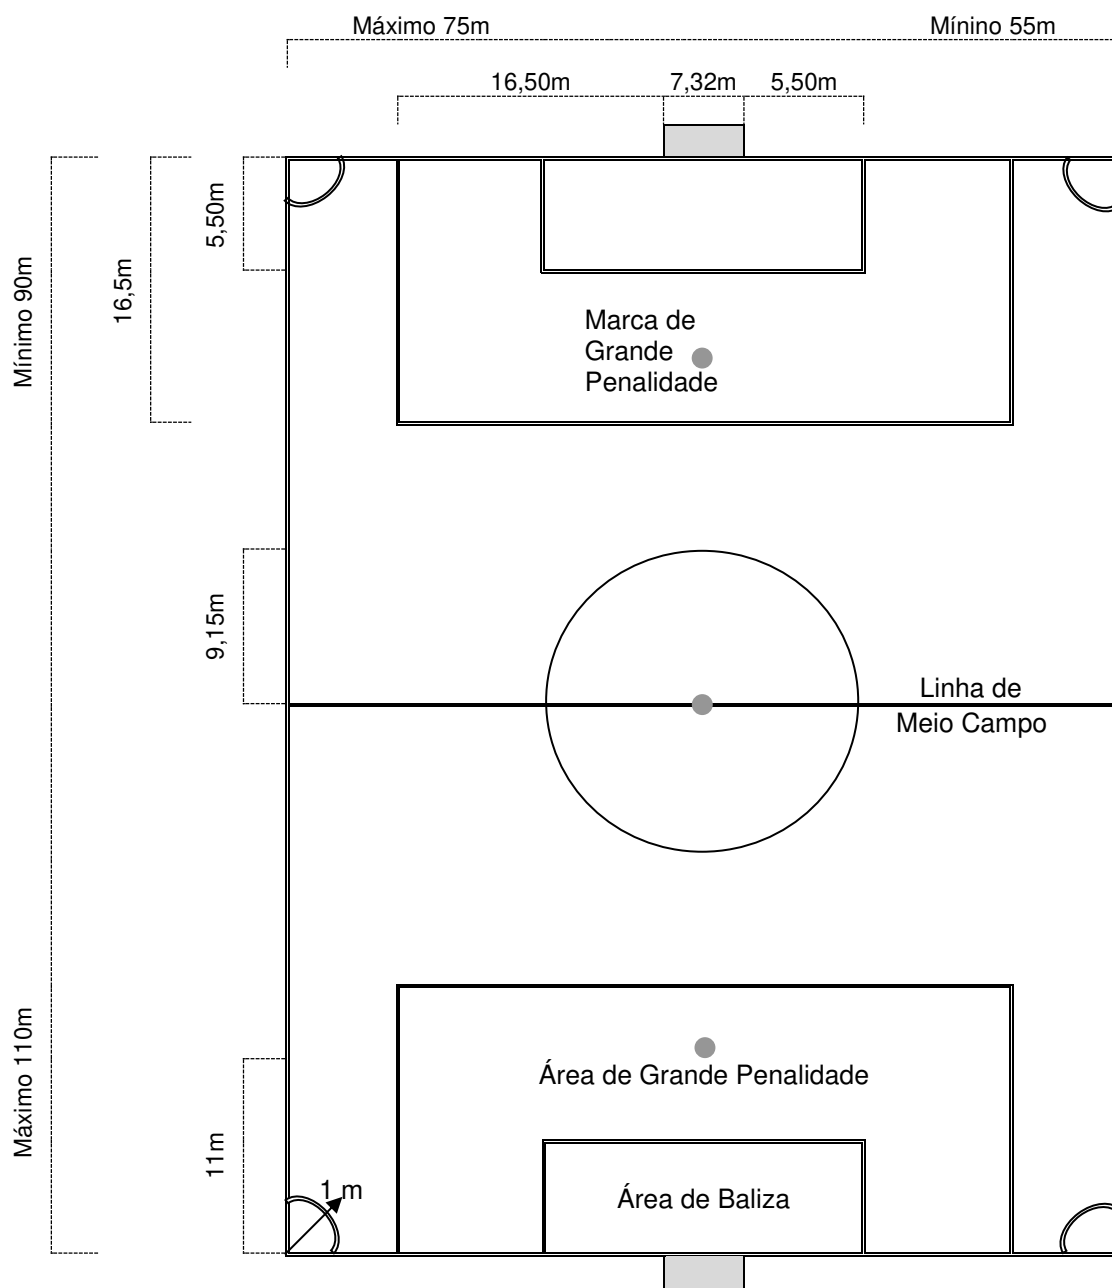 Máximo 75m
Mínino 55m
16,50m
7,32m
5,50m
5,50m
16,5m
Mínimo 90m
Marca de
Grande
Penalidade
9,15m
Linha de
Meio Campo
Máximo 110m
11m
Área de Grande Penalidade
1 m
Área de Baliza